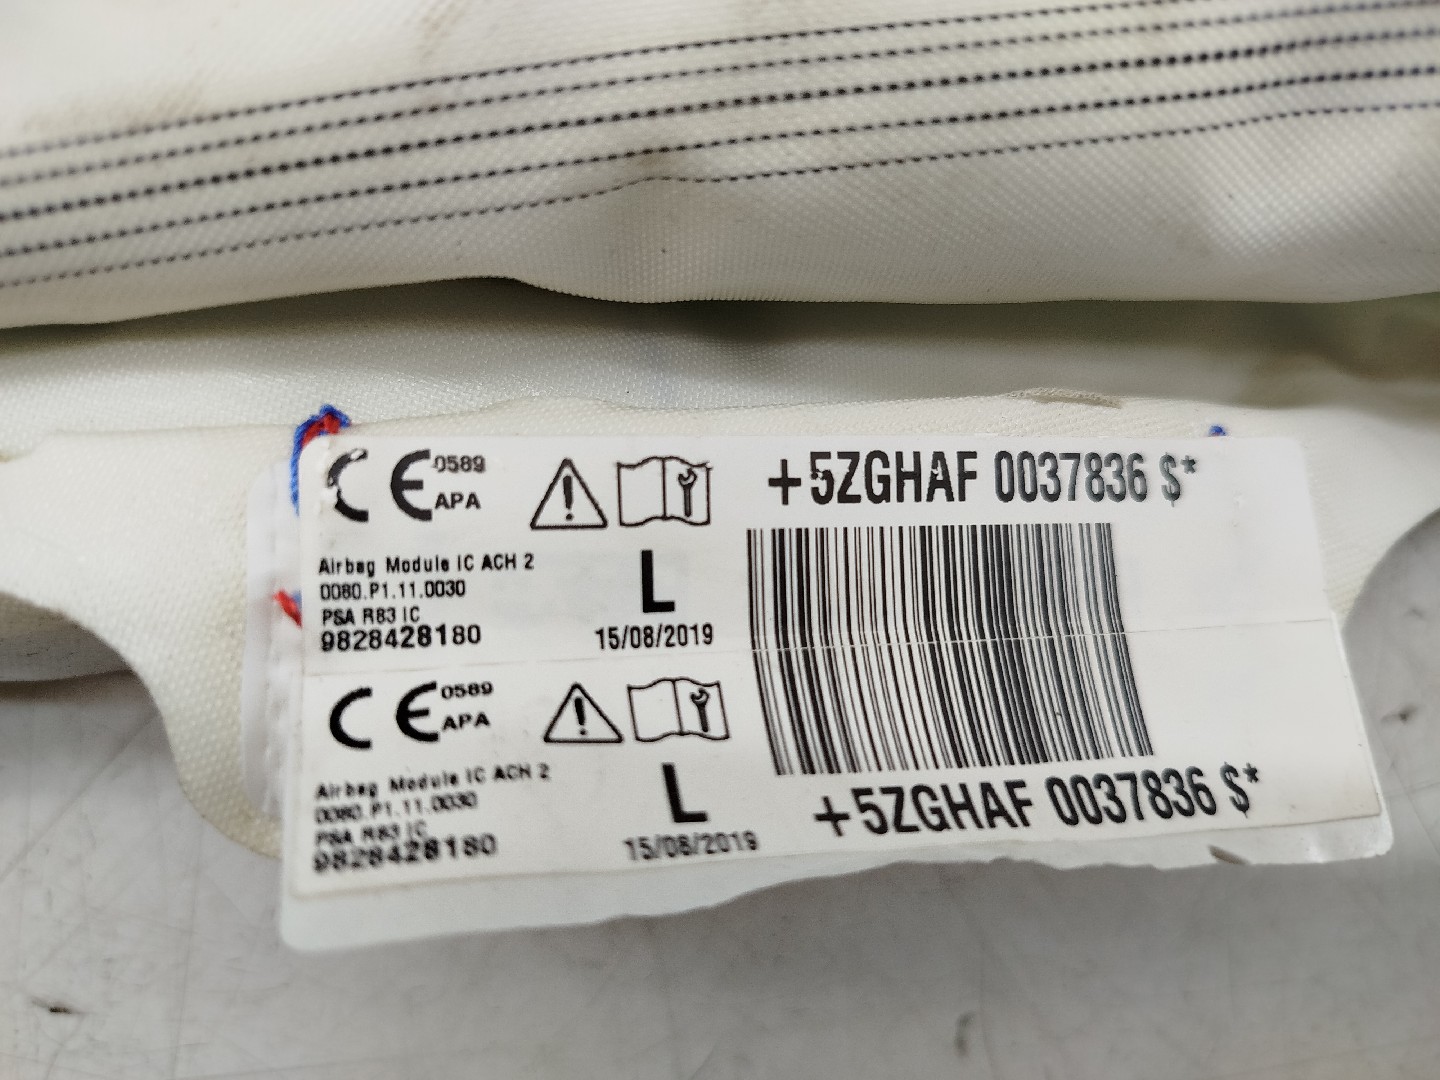 CE 0589
APA
+5ZGHAF 0037836 $*
Airbag Module IC ACH 2
0080.P1.11.0030
PSA R83 IC
9828428180
L
15/08/2019
CE 0589
APA
Airbag Module IC ACH 2
0080.P1.11.0030
PSA R83 IC
9828428180
L
15/08/2019
+5ZGHAF 0037836 $*